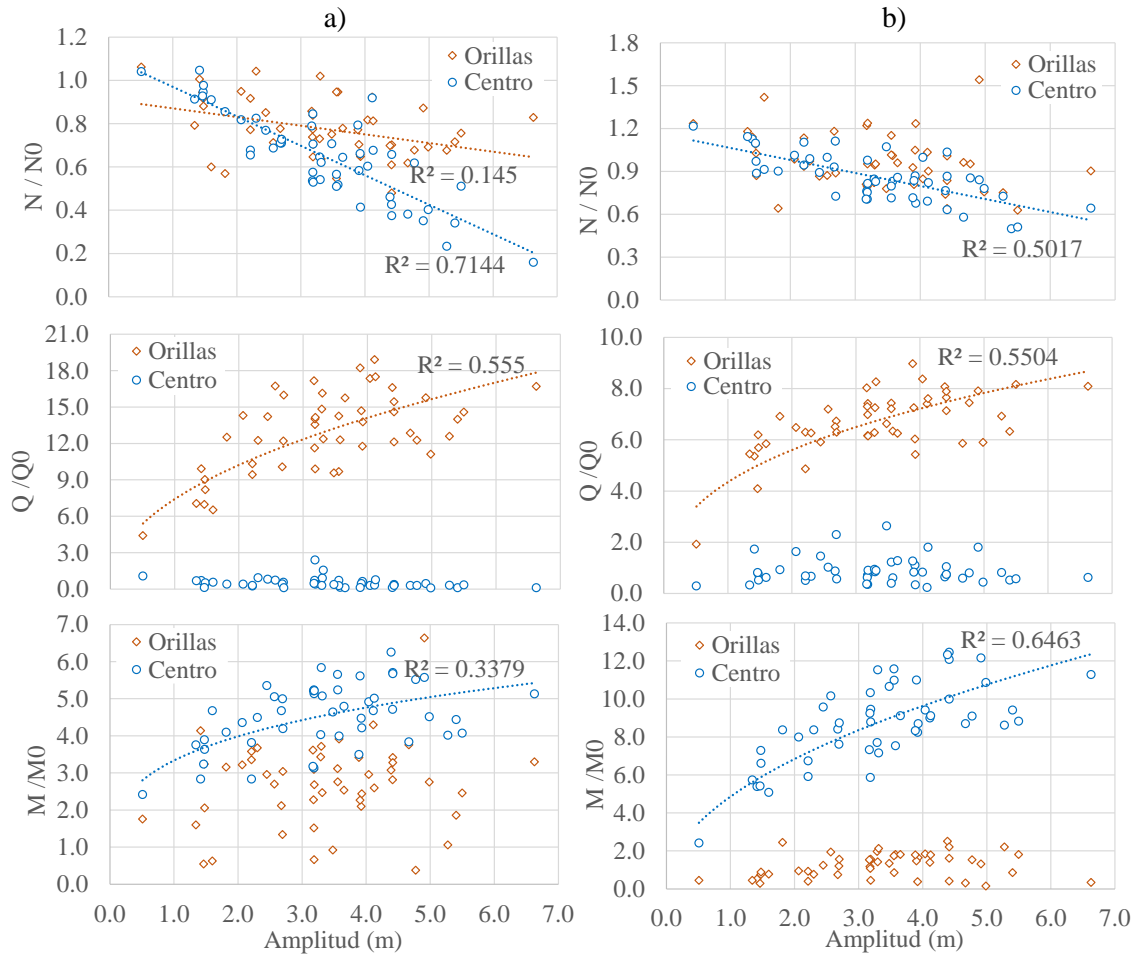 a)
b)
1.2
1.0
0.8
0.6
0.4
0.2
0.0
N / N0
Orillas
Centro
R² = 0.145
R² = 0.7144
1.8
1.5
1.2
0.9
0.6
0.3
0.0
N / N0
Orillas
Centro
R² = 0.5017
21.0
18.0
15.0
12.0
9.0
6.0
3.0
0.0
Q /Q0
Orillas
Centro
R² = 0.555
10.0
8.0
6.0
4.0
2.0
0.0
Q /Q0
Orillas
Centro
R² = 0.5504
7.0
6.0
5.0
4.0
3.0
2.0
1.0
0.0
M /M0
Orillas
Centro
R² = 0.3379
0.0 1.0 2.0 3.0 4.0 5.0 6.0 7.0
Amplitud (m)
14.0
12.0
10.0
8.0
6.0
4.0
2.0
0.0
M /M0
Orillas
Centro
R² = 0.6463
0.0 1.0 2.0 3.0 4.0 5.0 6.0 7.0
Amplitud (m)